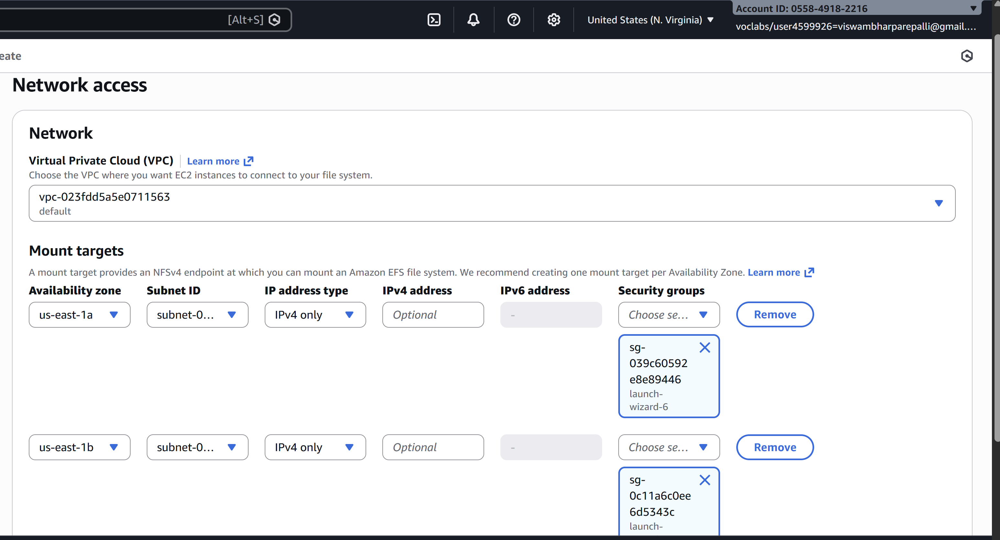 [Alt+S]
United States (N. Virginia)
Account ID: 0558-4918-2216
voclabs/user4599926=viswambharparepalli@gmail....
eate
Network access
Network
Virtual Private Cloud (VPC) Learn more
Choose the VPC where you want EC2 instances to connect to your file system.
vpc-023fdd5a5e0711563
default
Mount targets
A mount target provides an NFSv4 endpoint at which you can mount an Amazon EFS file system. We recommend creating one mount target per Availability Zone. Learn more
Availability zone Subnet ID IP address type IPv4 address IPv6 address Security groups
us-east-1a subnet-0... IPv4 only Optional - Choose se... Remove
sg-
039c60592
e8e89446
launch-
wizard-6
us-east-1b subnet-0... IPv4 only Optional - Choose se... Remove
sg-
0c11a6c0ee
6d5343c
launch-